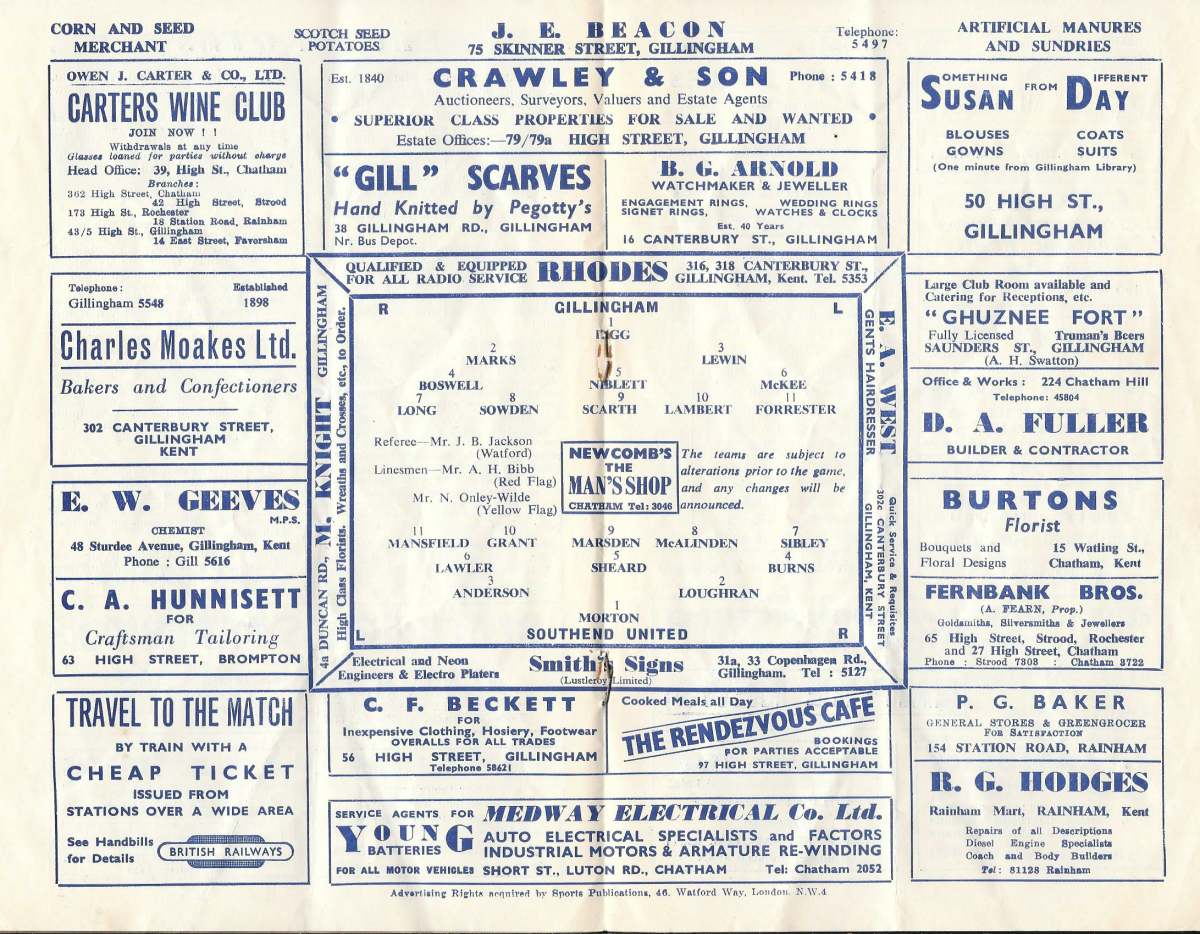 CORN AND SEED
MERCHANT
SCOTCH SEED
POTATOES
J. E. BEACON
75 SKINNER STREET, GILLINGHAM
Telephone:
5497
ARTIFICIAL MANURES
AND SUNDRIES
OWEN J. CARTER & CO., LTD.
CARTERS WINE CLUB
JOIN NOW ! !
Withdrawals at any time
Glasses loaned for parties without charge
Head Office: 39, High St., Chatham
Branches:
362 High Street, Chatham
42 High Street, Strood
173 High St., Rochester
18 Station Road, Rainham
43/5 High St., Gillingham
14 East Street, Faversham
Est. 1840
CRAWLEY & SON
Phone : 5418
Auctioneers, Surveyors, Valuers and Estate Agents
• SUPERIOR CLASS PROPERTIES FOR SALE AND WANTED •
Estate Offices:—79/79a HIGH STREET, GILLINGHAM
"GILL" SCARVES
Hand Knitted by Pegotty's
38 GILLINGHAM RD., GILLINGHAM
Nr. Bus Depot.
B. G. ARNOLD
WATCHMAKER & JEWELLER
ENGAGEMENT RINGS, WEDDING RINGS
SIGNET RINGS, WATCHES & CLOCKS
Est. 40 Years
16 CANTERBURY ST., GILLINGHAM
SOMETHING DIFFERENT
SUSAN FROM DAY
BLOUSES COATS
GOWNS SUITS
(One minute from Gillingham Library)
50 HIGH ST.,
GILLINGHAM
Telephone:
Gillingham 5548
Established
1898
Charles Moakes Ltd.
Bakers and Confectioners
302 CANTERBURY STREET,
GILLINGHAM
KENT
E. W. GEEVES
M.P.S.
CHEMIST
48 Sturdee Avenue, Gillingham, Kent
Phone : Gill 5616
C. A. HUNNISETT
FOR
Craftsman Tailoring
63 HIGH STREET, BROMPTON
TRAVEL TO THE MATCH
BY TRAIN WITH A
CHEAP TICKET
ISSUED FROM
STATIONS OVER A WIDE AREA
See Handbills
for Details
BRITISH RAILWAYS
QUALIFIED & EQUIPPED
FOR ALL RADIO SERVICE
RHODES
316, 318 CANTERBURY ST.,
GILLINGHAM, Kent. Tel. 5353
4a DUNCAN RD., M. KNIGHT GILLINGHAM
High Class Florists. Wreaths and Crosses, etc., to Order.
R GILLINGHAM L
1
RIGG
2 3
MARKS LEWIN
4 5 6
BOSWELL NIBLETT McKEE
7 8 9 10 11
LONG SOWDEN SCARTH LAMBERT FORRESTER
Referee—Mr. J. B. Jackson
(Watford)
Linesmen—Mr. A. H. Bibb
(Red Flag)
Mr. N. Onley-Wilde
(Yellow Flag)
NEWCOMB'S
THE
MAN'S SHOP
CHATHAM Tel: 3046
The teams are subject to
alterations prior to the game,
and any changes will be
announced.
11 10 9 8 7
MANSFIELD GRANT MARSDEN McALINDEN SIBLEY
6 5 4
LAWLER SHEARD BURNS
3 2
ANDERSON LOUGHRAN
1
MORTON
L SOUTHEND UNITED R
E. A. WEST
GENTS HAIRDRESSER
Quick Service & Requisites
302c CANTERBURY STREET
GILLINGHAM, KENT
Electrical and Neon
Engineers & Electro Platers
Smith's Signs
(Lustleroy Limited)
31a, 33 Copenhagen Rd.,
Gillingham. Tel : 5127
C. F. BECKETT
FOR
Inexpensive Clothing, Hosiery, Footwear
OVERALLS FOR ALL TRADES
56 HIGH STREET, GILLINGHAM
Telephone 58621
Cooked Meals all Day
THE RENDEZVOUS CAFE
BOOKINGS
FOR PARTIES ACCEPTABLE
97 HIGH STREET, GILLINGHAM
SERVICE AGENTS FOR
YOUNG
BATTERIES
FOR ALL MOTOR VEHICLES
MEDWAY ELECTRICAL Co. Ltd.
AUTO ELECTRICAL SPECIALISTS and FACTORS
INDUSTRIAL MOTORS & ARMATURE RE-WINDING
SHORT ST., LUTON RD., CHATHAM Tel: Chatham 2052
Large Club Room available and
Catering for Receptions, etc.
"GHUZNEE FORT"
Fully Licensed Truman's Beers
SAUNDERS ST., GILLINGHAM
(A. H. Swatton)
Office & Works : 224 Chatham Hill
Telephone: 45804
D. A. FULLER
BUILDER & CONTRACTOR
BURTONS
Florist
Bouquets and
Floral Designs
15 Watling St.,
Chatham, Kent
FERNBANK BROS.
(A. FEARN, Prop.)
Goldsmiths, Silversmiths & Jewellers
65 High Street, Strood, Rochester
and 27 High Street, Chatham
Phone : Strood 7808 : Chatham 3722
P. G. BAKER
GENERAL STORES & GREENGROCER
FOR SATISFACTION
154 STATION ROAD, RAINHAM
R. G. HODGES
Rainham Mart, RAINHAM, Kent
Repairs of all Descriptions
Diesel Engine Specialists
Coach and Body Builders
Tel: 81128 Rainham
Advertising Rights acquired by Sports Publications, 46, Watford Way, London, N.W.4